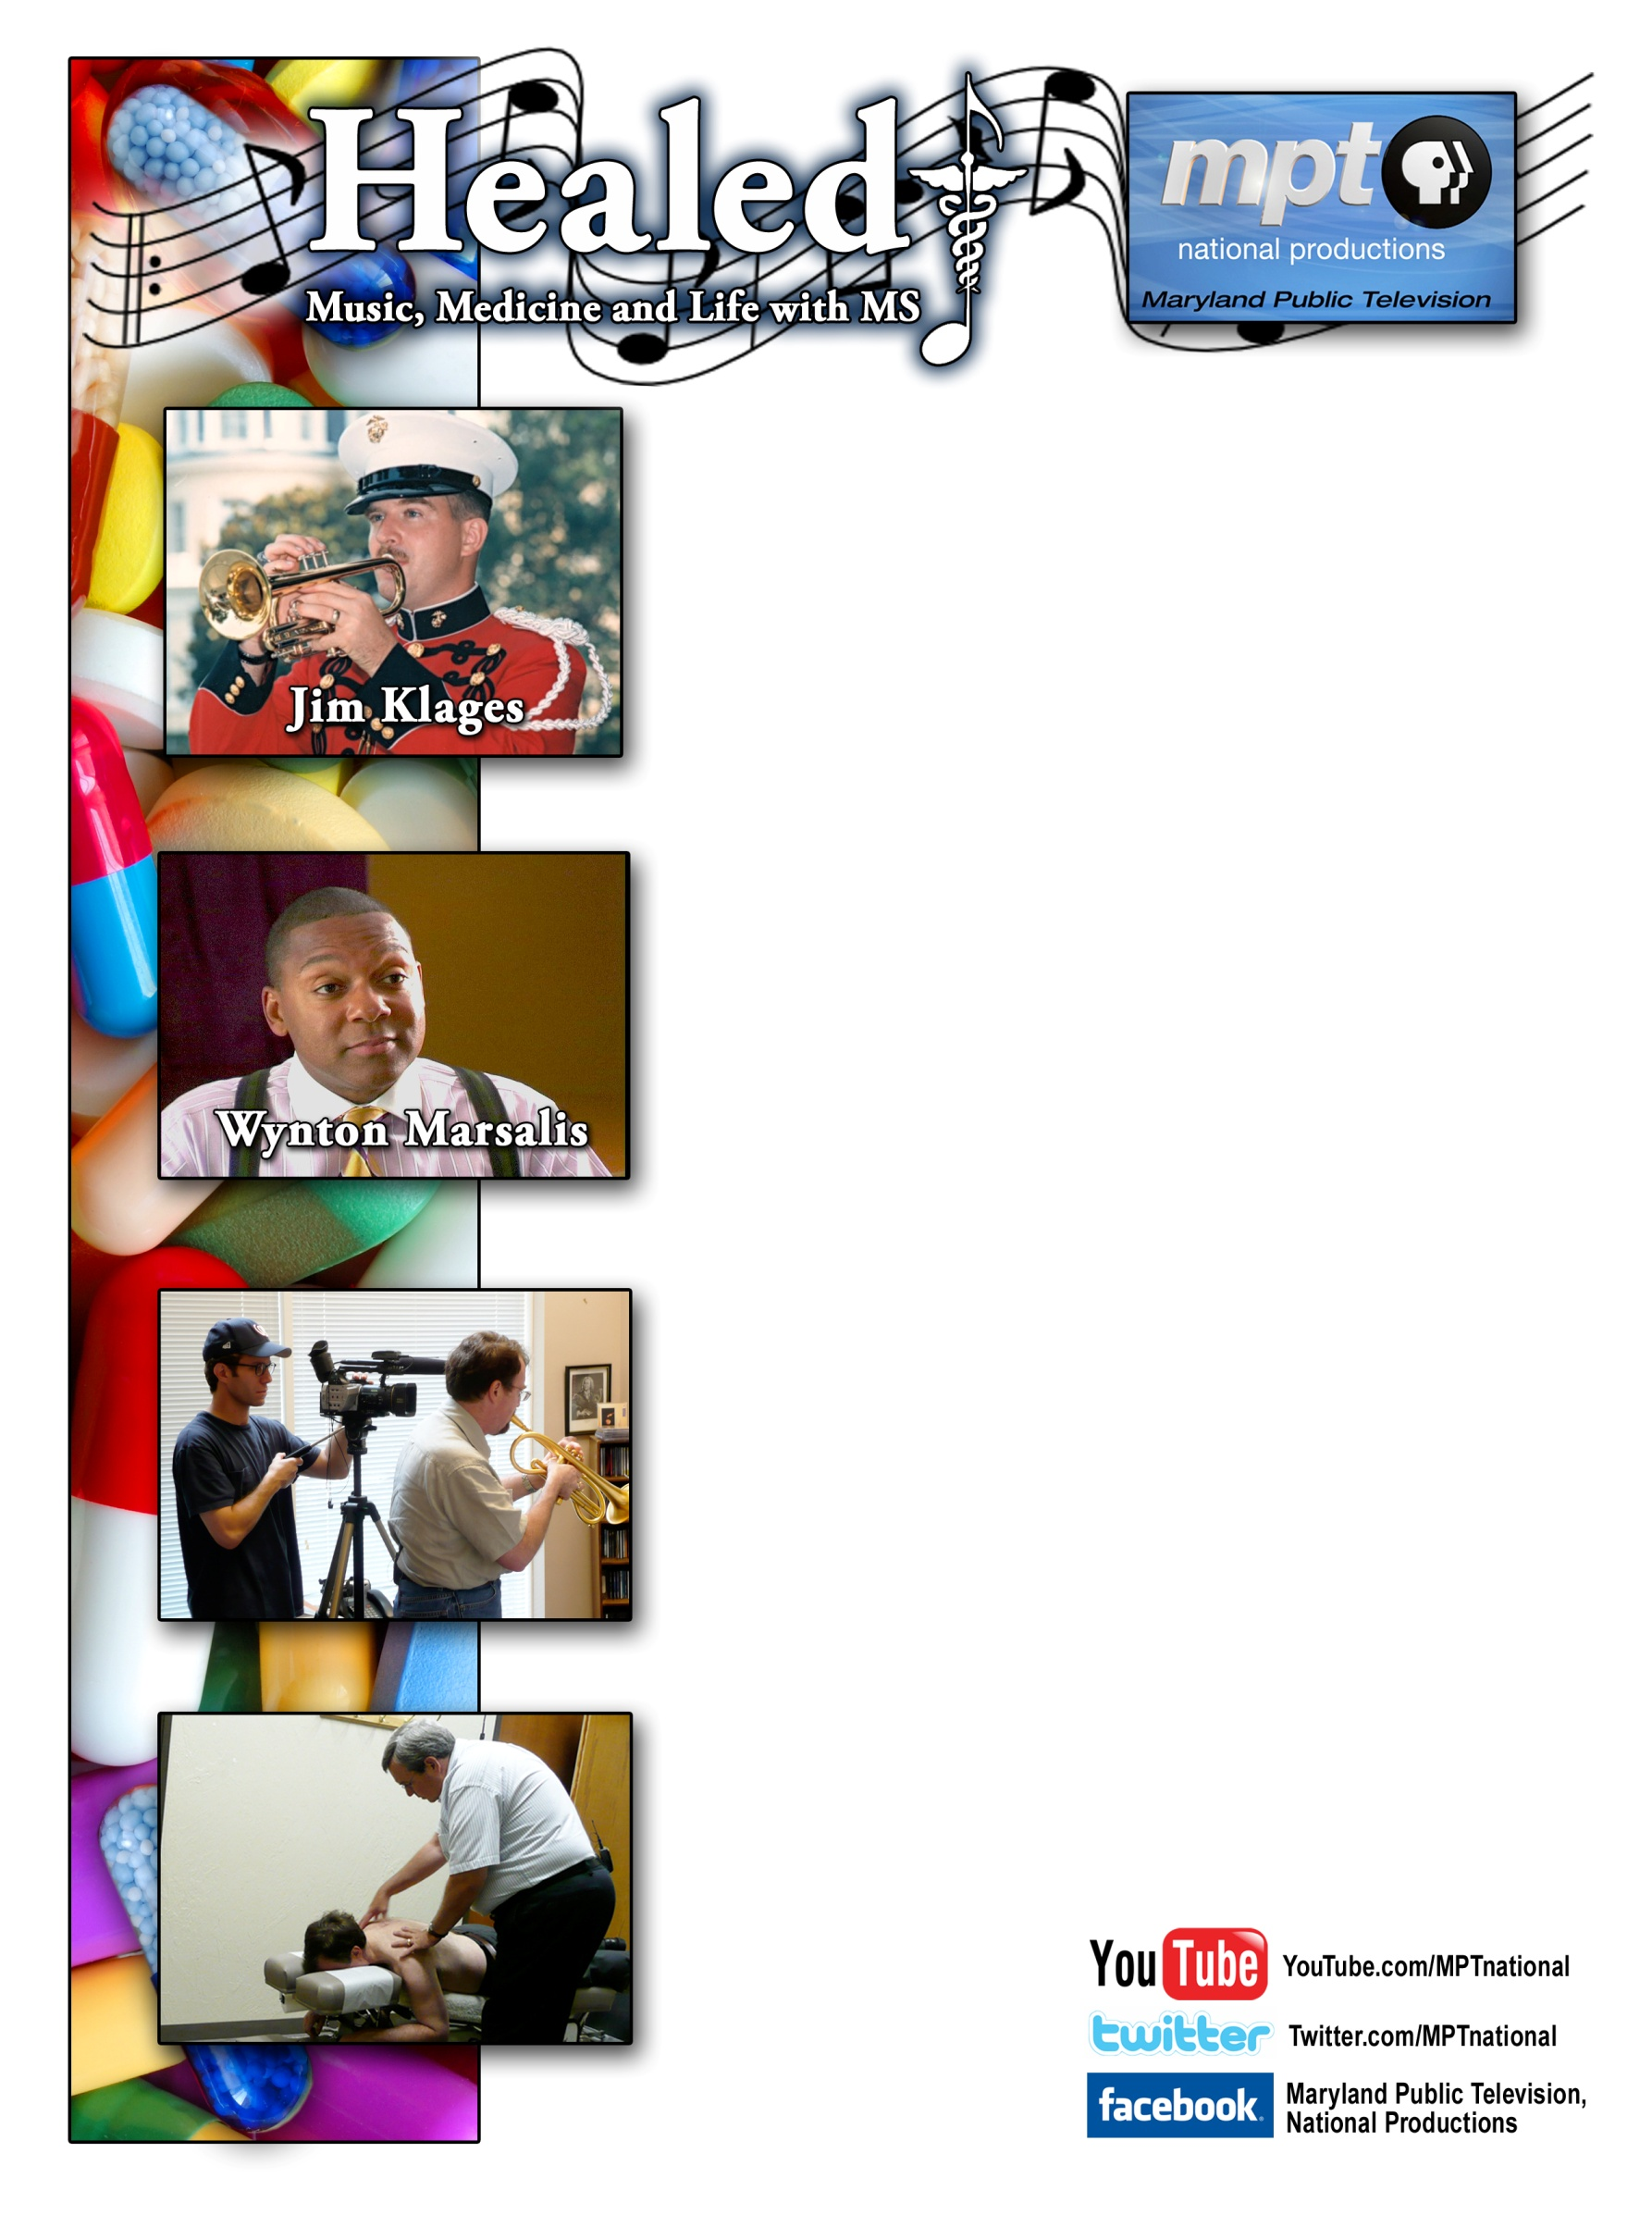 Healed
Music, Medicine and Life with MS
mpt
national productions
Maryland Public Television
Jim Klages
Wynton Marsalis
YouTube YouTube.com/MPTnational
twitter Twitter.com/MPTnational
facebook Maryland Public Television,
National Productions